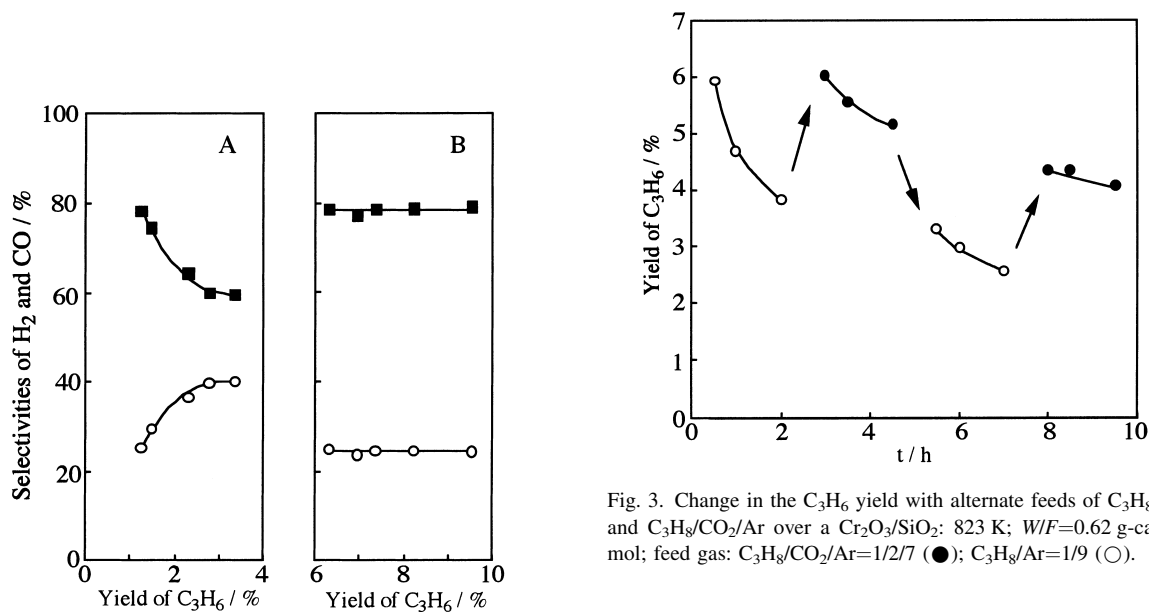 100
80
60
40
20
0
Selectivities of H₂ and CO / %
A
B
0 2 4
6 8 10
Yield of C₃H₆ / %
Yield of C₃H₆ / %
7
6
5
4
3
2
1
0
Yield of C₃H₆ / %
0 2 4 6 8 10
t / h
Fig. 3. Change in the C₃H₆ yield with alternate feeds of C₃H₈
and C₃H₈/CO₂/Ar over a Cr₂O₃/SiO₂: 823 K; W/F=0.62 g-ca
mol; feed gas: C₃H₈/CO₂/Ar=1/2/7 (●); C₃H₈/Ar=1/9 (○).